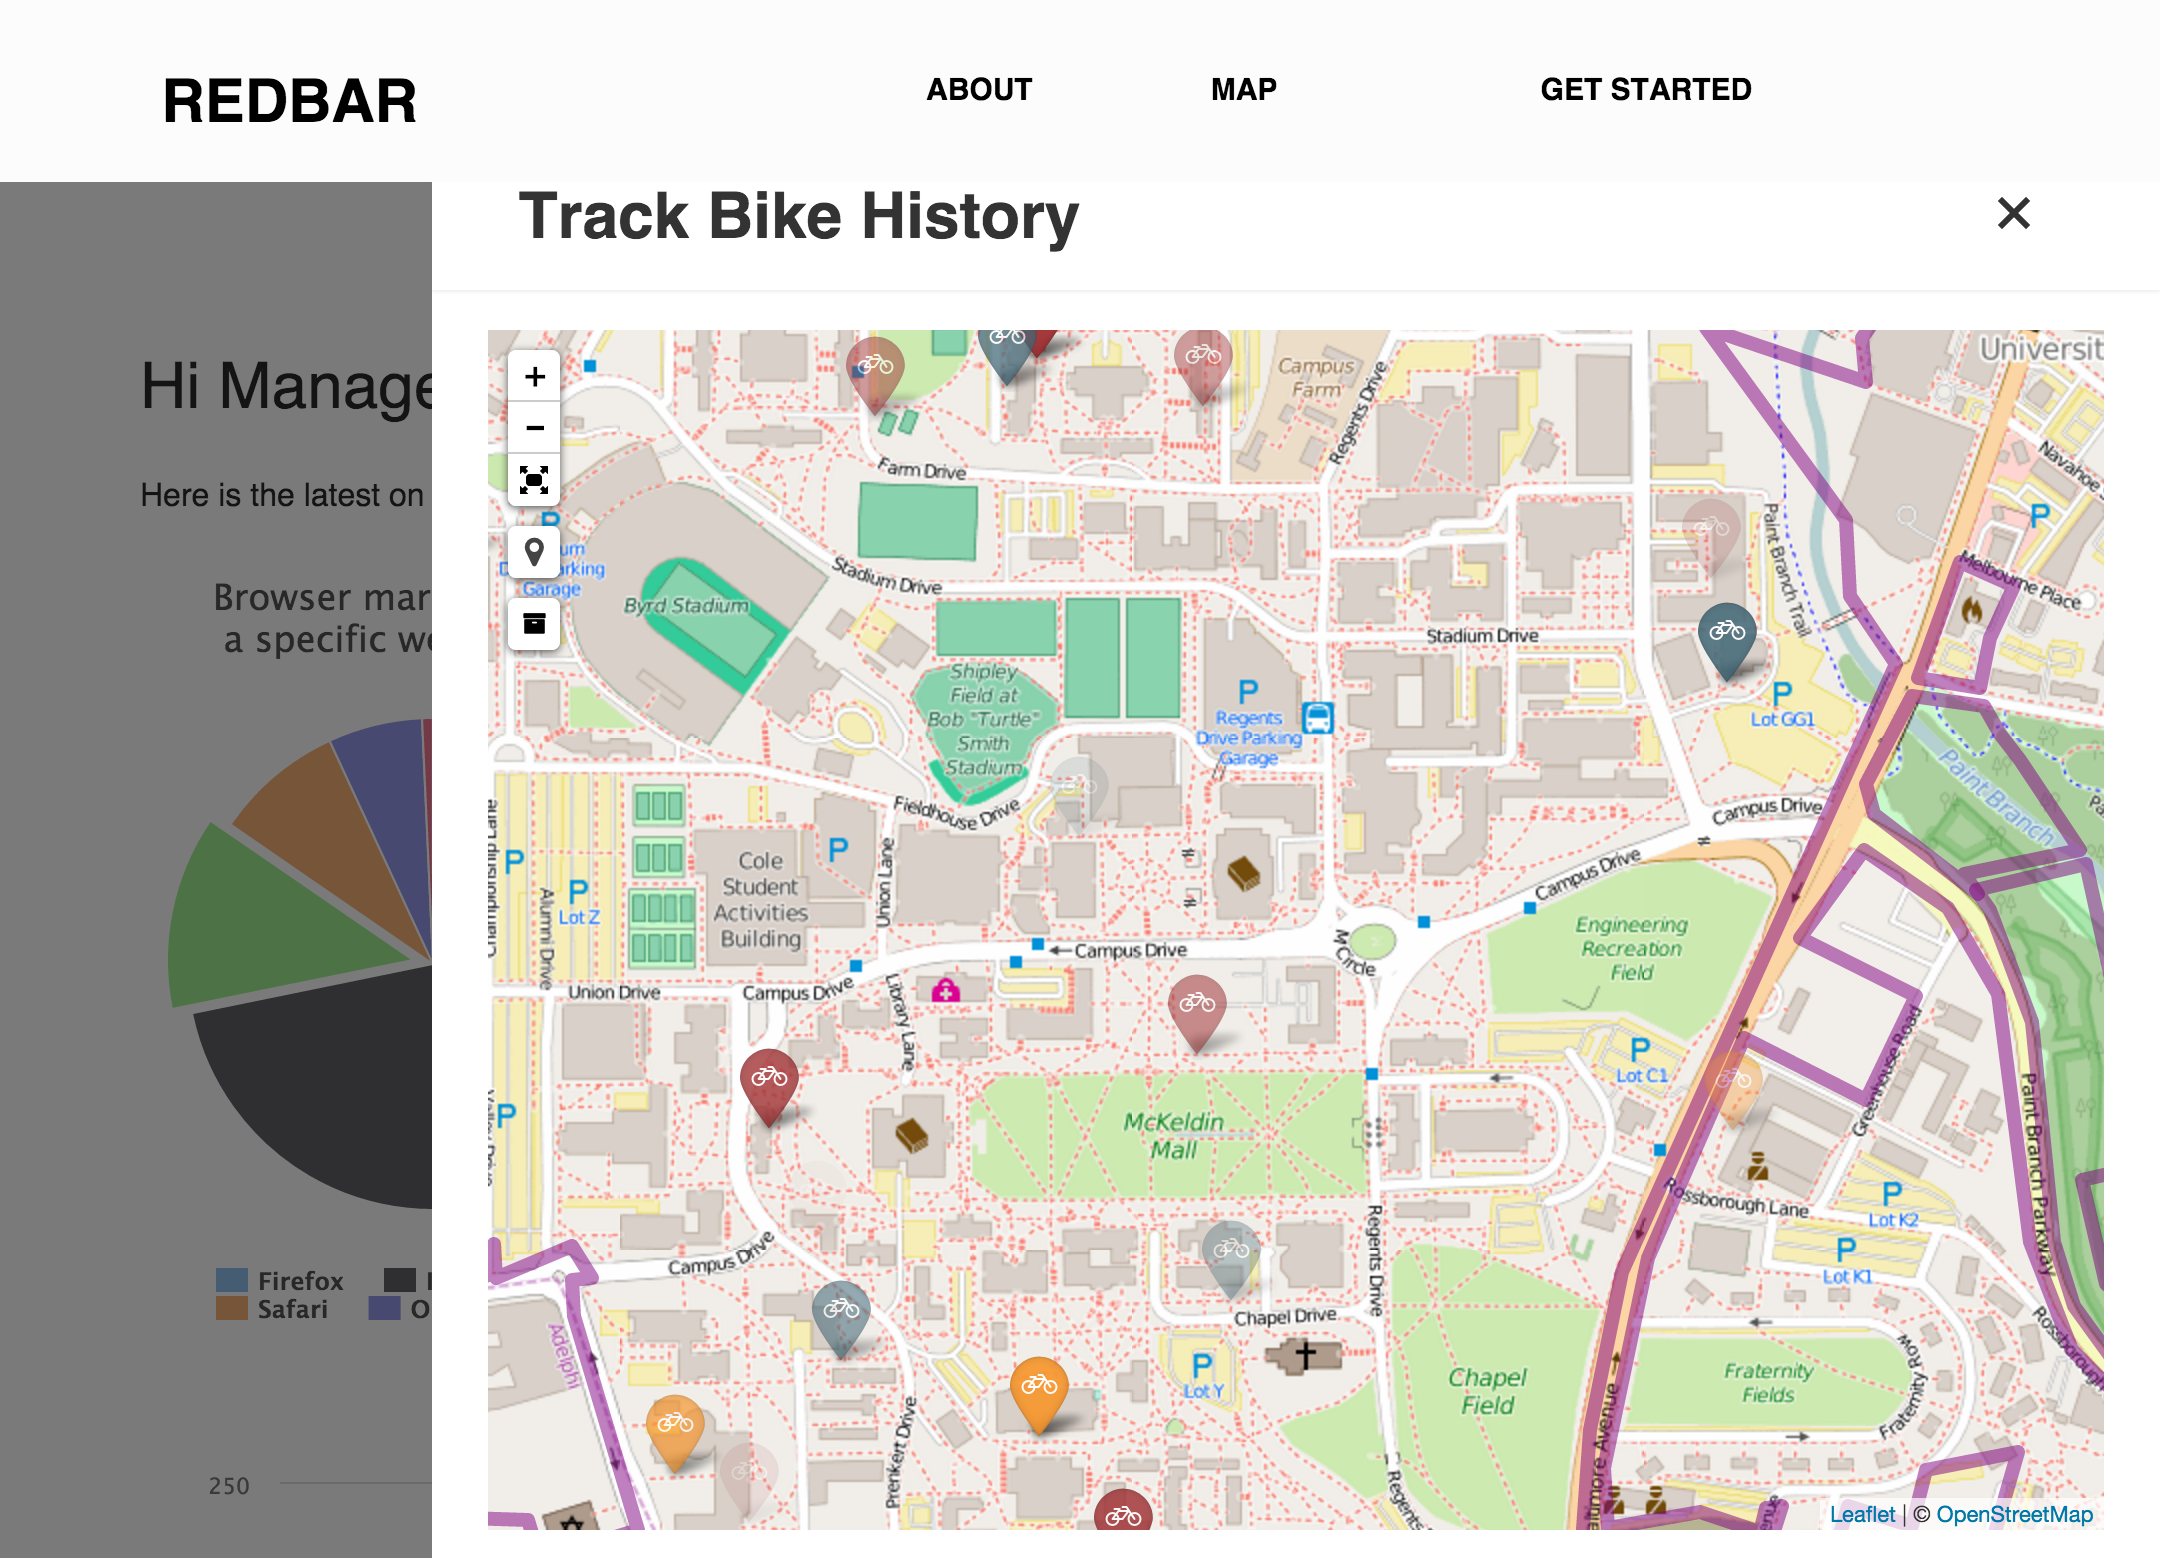 REDBAR
ABOUT
MAP
GET STARTED
Track Bike History
×
Hi Manage
Here is the latest on
Browser mar
a specific we
Firefox
Safari
O
250
+
−
Campus
Farm
Regents Drive
Universit
Navahoe
Farm Drive
P
P
um
arking
Garage
Byrd Stadium
Stadium Drive
Paint Branch Trail
Melbourne Place
Stadium Drive
Shipley
Field at
Bob "Turtle"
Smith
Stadium
P
Regents
Drive Parking
Garage
P
Lot GG1
Paint Branch
Fieldhouse Drive
Campus Drive
P
Cole
Student
Activities
Building
P
P
Lot Z
Alumni Drive
Union Lane
Campus Drive
Engineering
Recreation
Field
Campus Drive
M Circle
Union Drive
Campus Drive
Library Lane
P
Lot C1
Greenhouse Road
P
McKeldin
Mall
Paint Branch Parkway
Rossborough Lane
P
Lot K2
P
Lot K1
Regents Drive
Campus Drive
Chapel Drive
P
Lot Y
Adelphi
Chapel
Field
Fraternity
Fields
Fraternity Row
Rossborough
Preinkert Drive
Regents
Leaflet | © OpenStreetMap